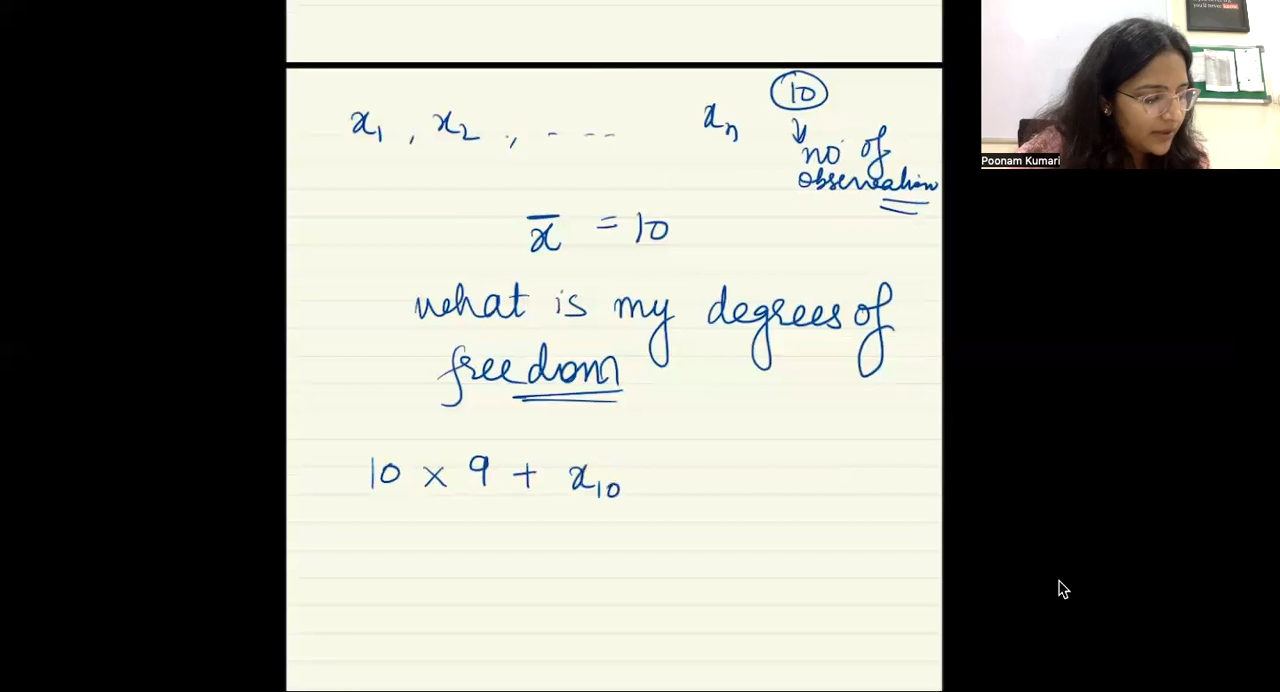 x₁ , x₂ , - - - - xₙ 10
no of
observation
x̄ = 10
what is my degrees of
freedom
10 × 9 + x₁₀
Poonam Kumari